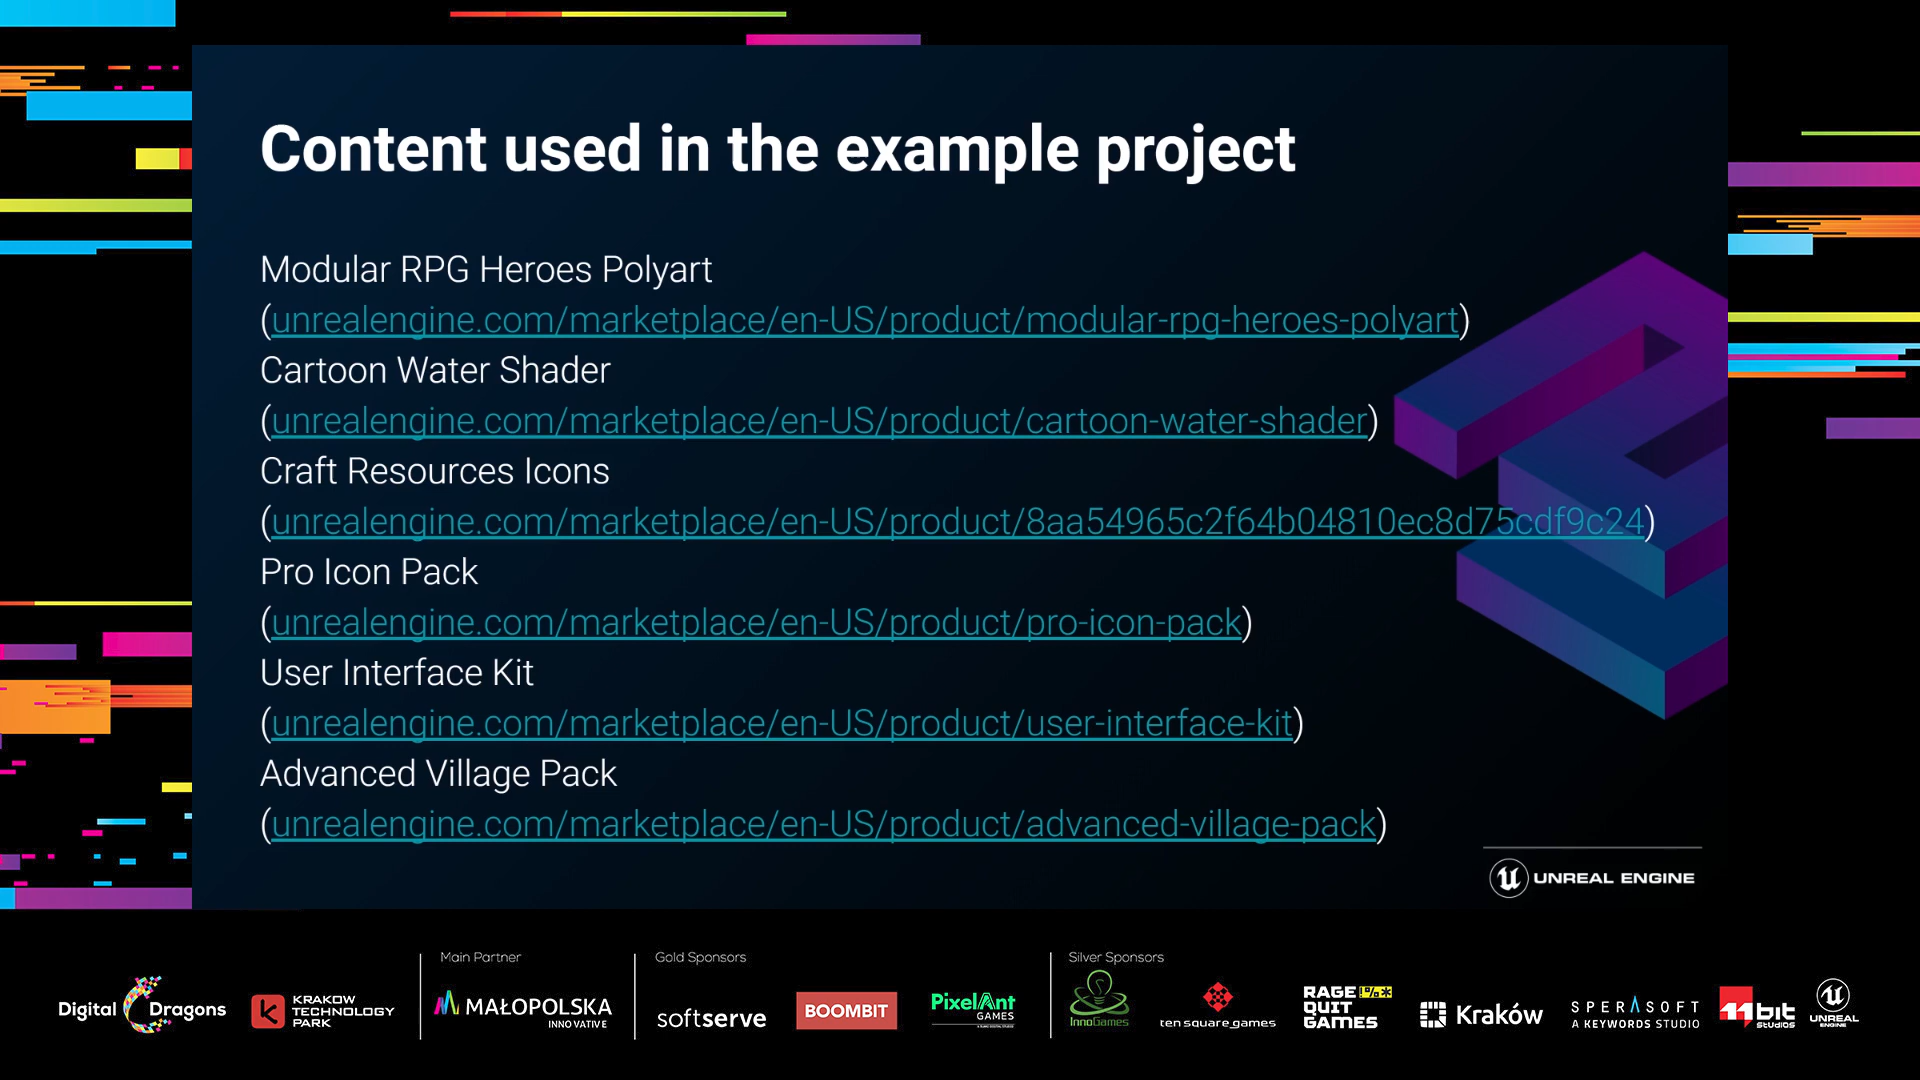 Content used in the example project
Modular RPG Heroes Polyart
(unrealengine.com/marketplace/en-US/product/modular-rpg-heroes-polyart)
Cartoon Water Shader
(unrealengine.com/marketplace/en-US/product/cartoon-water-shader)
Craft Resources Icons
(unrealengine.com/marketplace/en-US/product/8aa54965c2f64b04810ec8d75cdf9c24)
Pro Icon Pack
(unrealengine.com/marketplace/en-US/product/pro-icon-pack)
User Interface Kit
(unrealengine.com/marketplace/en-US/product/user-interface-kit)
Advanced Village Pack
(unrealengine.com/marketplace/en-US/product/advanced-village-pack)
UNREAL ENGINE
Digital Dragons
KRAKOW
TECHNOLOGY
PARK
Main Partner
MAŁOPOLSKA
INNOVATIVE
Gold Sponsors
softserve
BOOMBIT
PixelAnt
GAMES
Silver Sponsors
InnoGames
ten square games
RAGE !%*
QUIT
GAMES
Kraków
SPERASOFT
A KEYWORDS STUDIO
11 bit
STUDIOS
UNREAL
ENGINE